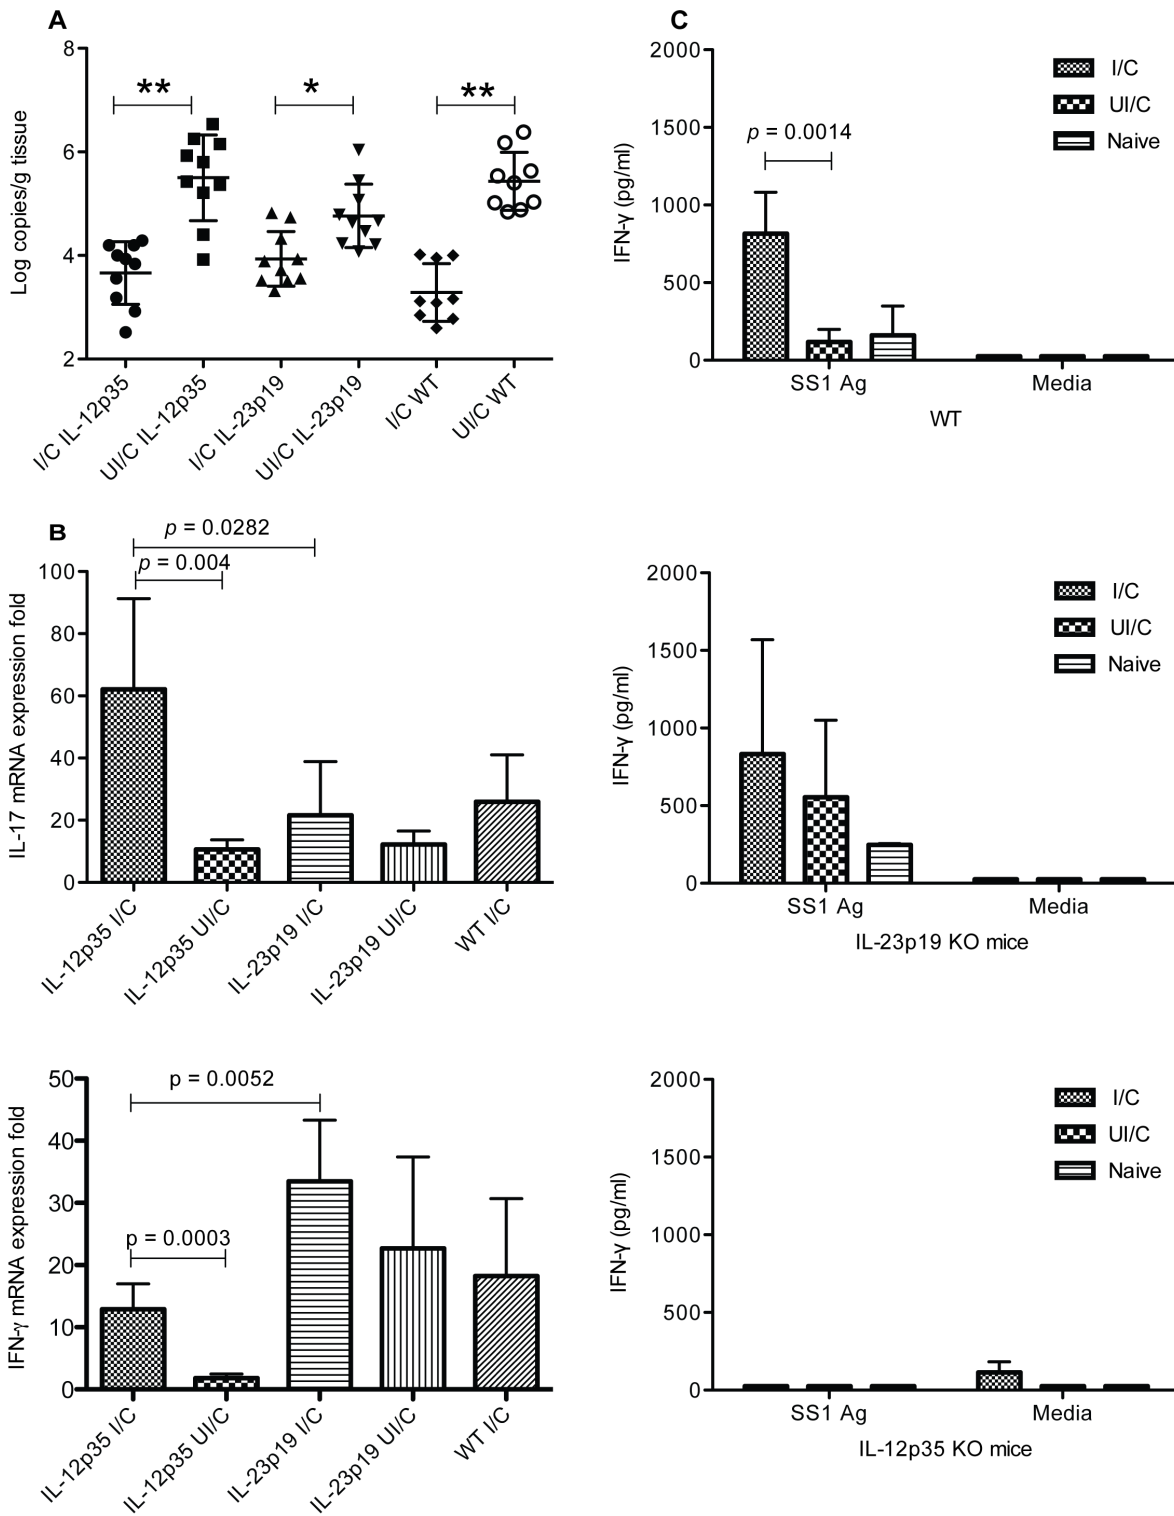 A
Log copies/g tissue
8
6
4
2
**
*
**
I/C IL-12p35
UI/C IL-12p35
I/C IL-23p19
UI/C IL-23p19
I/C WT
UI/C WT
B
IL-17 mRNA expression fold
p = 0.0282
p = 0.004
100
80
60
40
20
0
IL-12p35 I/C
IL-12p35 UI/C
IL-23p19 I/C
IL-23p19 UI/C
WT I/C
IFN-γ mRNA expression fold
p = 0.0052
p = 0.0003
50
40
30
20
10
0
IL-12p35 I/C
IL-12p35 UI/C
IL-23p19 I/C
IL-23p19 UI/C
WT I/C
C
IFN-γ (pg/ml)
2000
1500
1000
500
0
p = 0.0014
I/C
UI/C
Naive
SS1 Ag
Media
WT
IFN-γ (pg/ml)
2000
1500
1000
500
0
I/C
UI/C
Naive
SS1 Ag
Media
IL-23p19 KO mice
IFN-γ (pg/ml)
2000
1500
1000
500
0
I/C
UI/C
Naive
SS1 Ag
Media
IL-12p35 KO mice